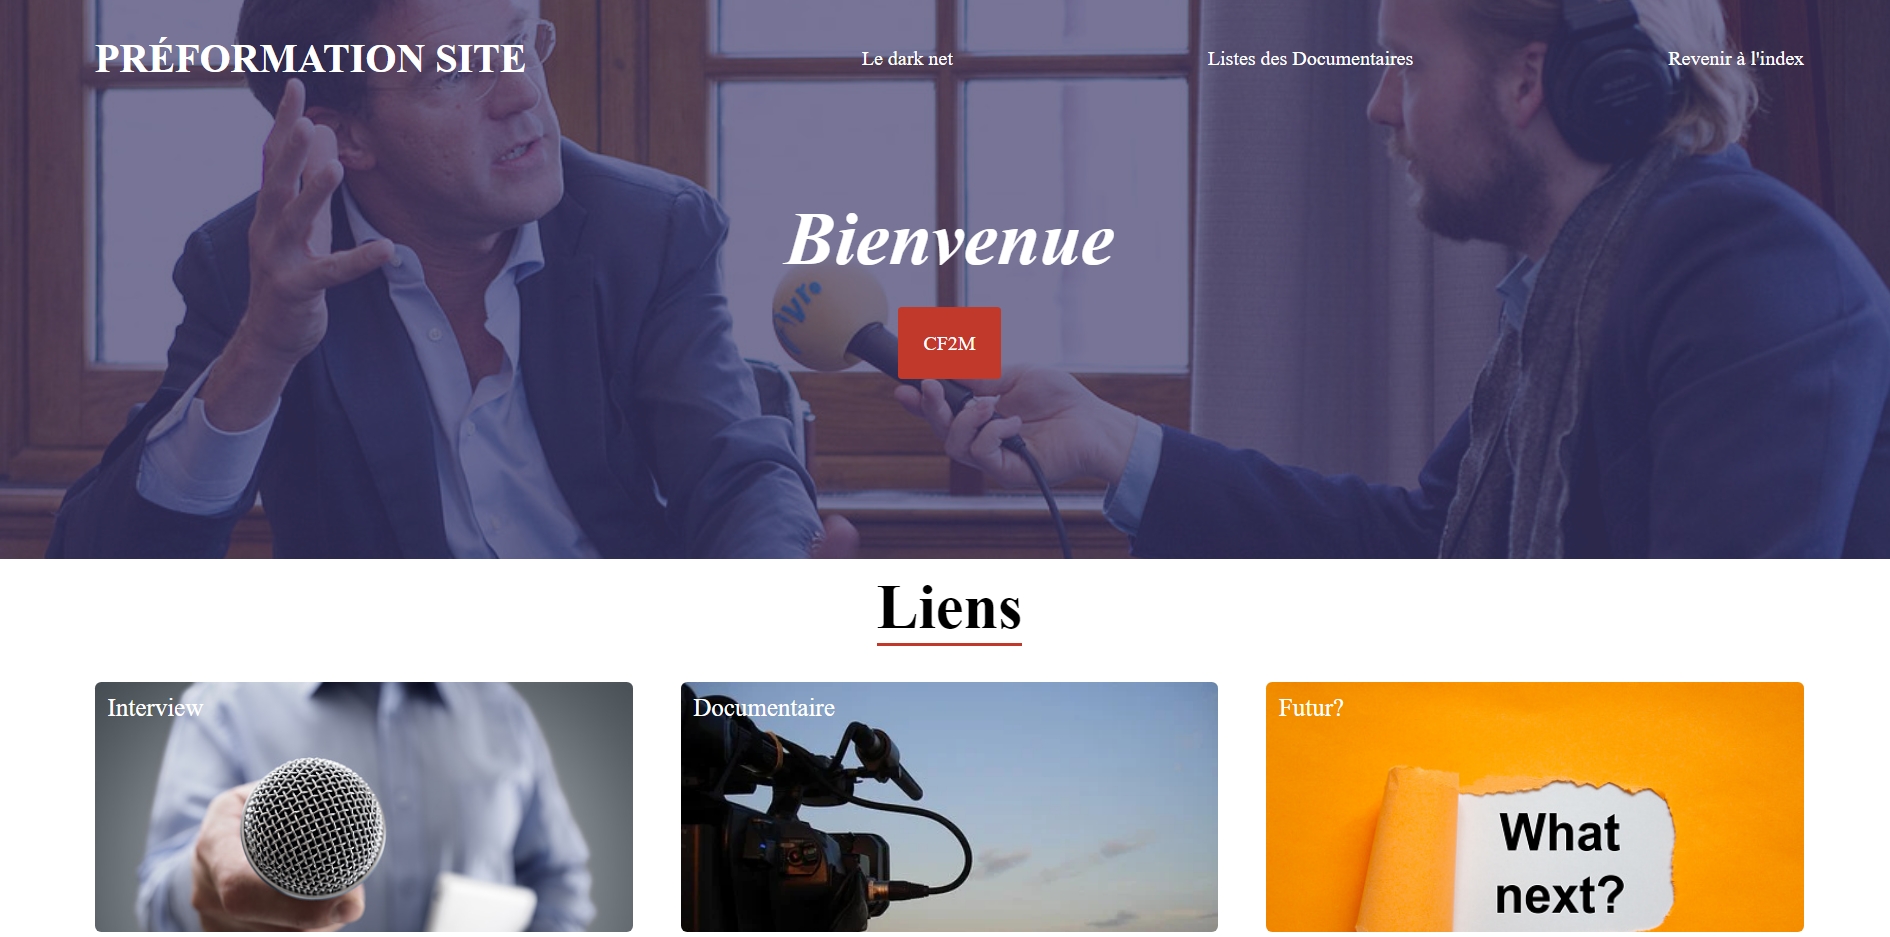 PRÉFORMATION SITE
Le dark net
Listes des Documentaires
Revenir à l'index
Bienvenue
CF2M
Liens
Interview
Documentaire
Futur?
What
next?